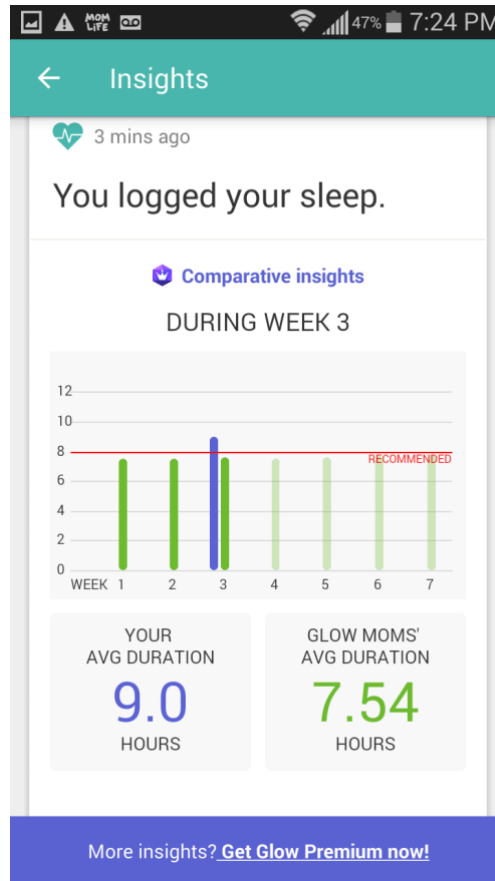 MOM
LIFE
47% 7:24 PM
Insights
3 mins ago
You logged your sleep.
Comparative insights
DURING WEEK 3
12
10
8
RECOMMENDED
6
4
2
0
WEEK 1 2 3 4 5 6 7
YOUR
AVG DURATION
9.0
HOURS
GLOW MOMS'
AVG DURATION
7.54
HOURS
More insights? Get Glow Premium now!